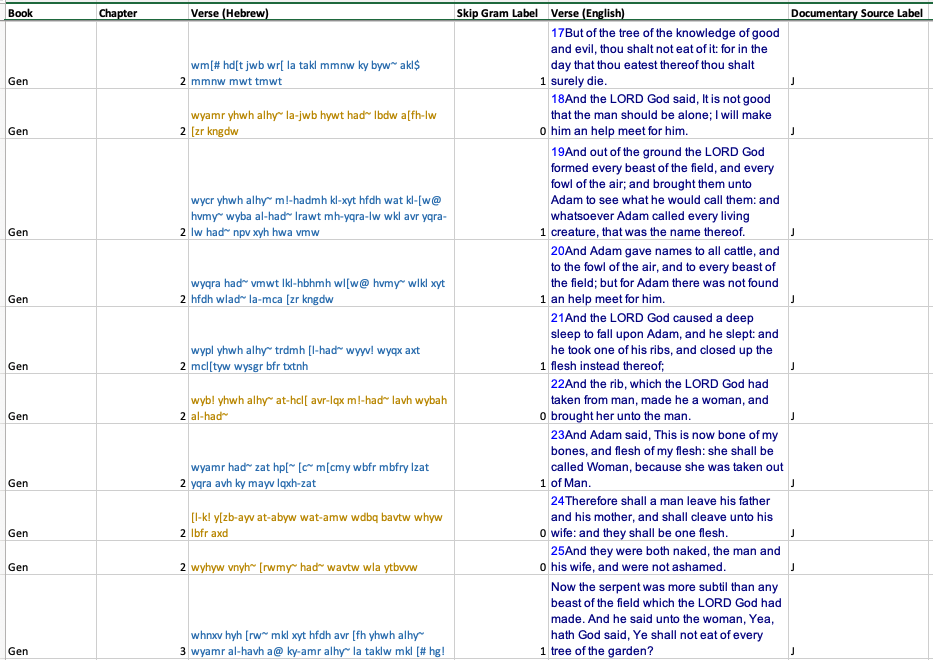 Book Chapter Verse (Hebrew) Skip Gram Label Verse (English) Documentary Source Label
17But of the tree of the knowledge of good
and evil, thou shalt not eat of it: for in the
wm[# hd[t jwb wr[ la takl mmnw ky byw~ akl$
day that thou eatest thereof thou shalt
Gen 2 mmnw mwt tmwt 1 surely die. J
18And the LORD God said, It is not good
wyamr yhwh alhy~ la-jwb hywt had~ lbdw a[fh-lw
that the man should be alone; I will make
Gen 2 [zr kngdw 0 him an help meet for him. J
19And out of the ground the LORD God
formed every beast of the field, and every
fowl of the air; and brought them unto
wycr yhwh alhy~ m!-hadmh kl-xyt hfdh wat kl-[w@
Adam to see what he would call them: and
hvmy~ wyba al-had~ lrawt mh-yqra-lw wkl avr yqra-
whatsoever Adam called every living
Gen 2 lw had~ npv xyh hwa vmw 1 creature, that was the name thereof. J
20And Adam gave names to all cattle, and
to the fowl of the air, and to every beast of
wyqra had~ vmwt lkl-hbhmh wl[w@ hvmy~ wlkl xyt
the field; but for Adam there was not found
Gen 2 hfdh wlad~ la-mca [zr kngdw 1 an help meet for him. J
21And the LORD God caused a deep
sleep to fall upon Adam, and he slept: and
wypl yhwh alhy~ trdmh [l-had~ wyyv! wyqx axt
he took one of his ribs, and closed up the
Gen 2 mcl[tyw wysgr bfr txtnh 1 flesh instead thereof; J
22And the rib, which the LORD God had
wyb! yhwh alhy~ at-hcl[ avr-lqx m!-had~ lavh wybah
taken from man, made he a woman, and
Gen 2 al-had~ 0 brought her unto the man. J
23And Adam said, This is now bone of my
bones, and flesh of my flesh: she shall be
wyamr had~ zat hp[~ [c~ m[cmy wbfr mbfry lzat
called Woman, because she was taken out
Gen 2 yqra avh ky mayv lqxh-zat 1 of Man. J
24Therefore shall a man leave his father
[l-k! y[zb-ayv at-abyw wat-amw wdbq bavtw whyw
and his mother, and shall cleave unto his
Gen 2 lbfr axd 0 wife: and they shall be one flesh. J
25And they were both naked, the man and
Gen 2 wyhyw vnyh~ [rwmy~ had~ wavtw wla ytbvvw 0 his wife, and were not ashamed. J
Now the serpent was more subtil than any
beast of the field which the LORD God had
made. And he said unto the woman, Yea,
whnxv hyh [rw~ mkl xyt hfdh avr [fh yhwh alhy~
hath God said, Ye shall not eat of every
Gen 3 wyamr al-havh a@ ky-amr alhy~ la taklw mkl [# hg! 1 tree of the garden? J